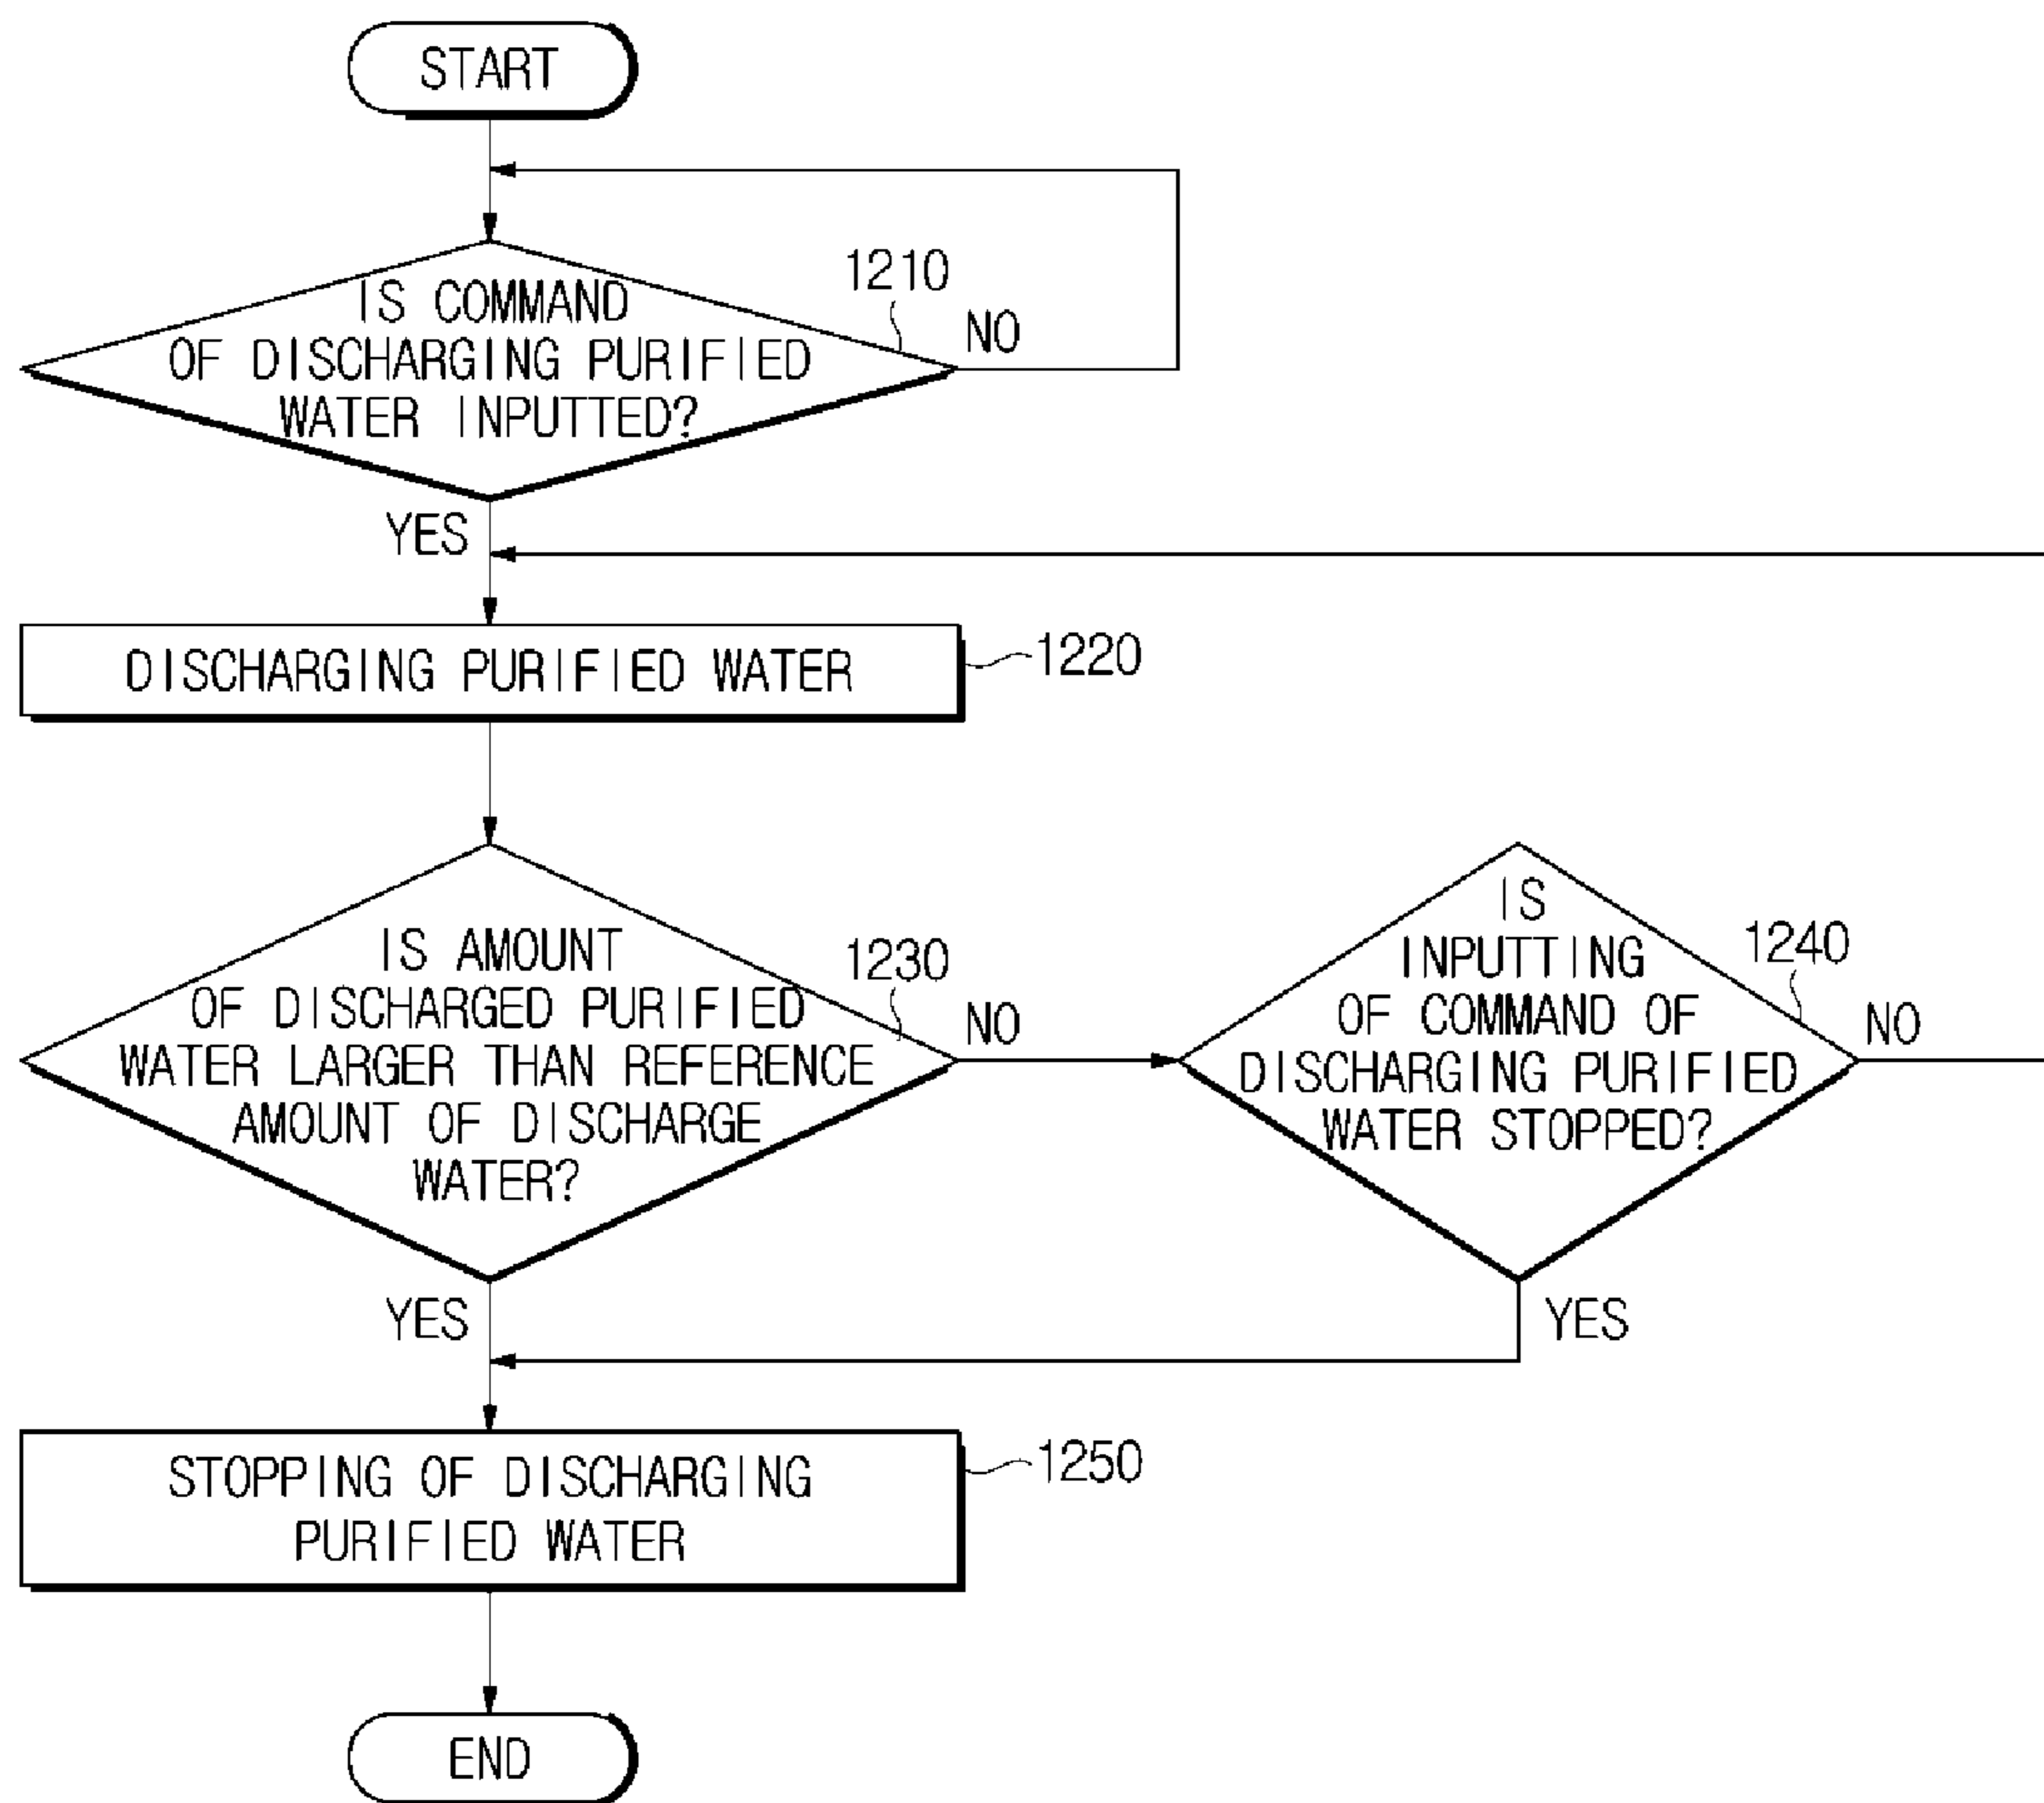 START
1210
IS COMMAND
OF DISCHARGING PURIFIED
WATER INPUTTED?
NO
YES
DISCHARGING PURIFIED WATER
1220
IS AMOUNT
OF DISCHARGED PURIFIED
WATER LARGER THAN REFERENCE
AMOUNT OF DISCHARGE
WATER?
1230
NO
YES
IS
INPUTTING
OF COMMAND OF
DISCHARGING PURIFIED
WATER STOPPED?
1240
NO
YES
STOPPING OF DISCHARGING
PURIFIED WATER
1250
END